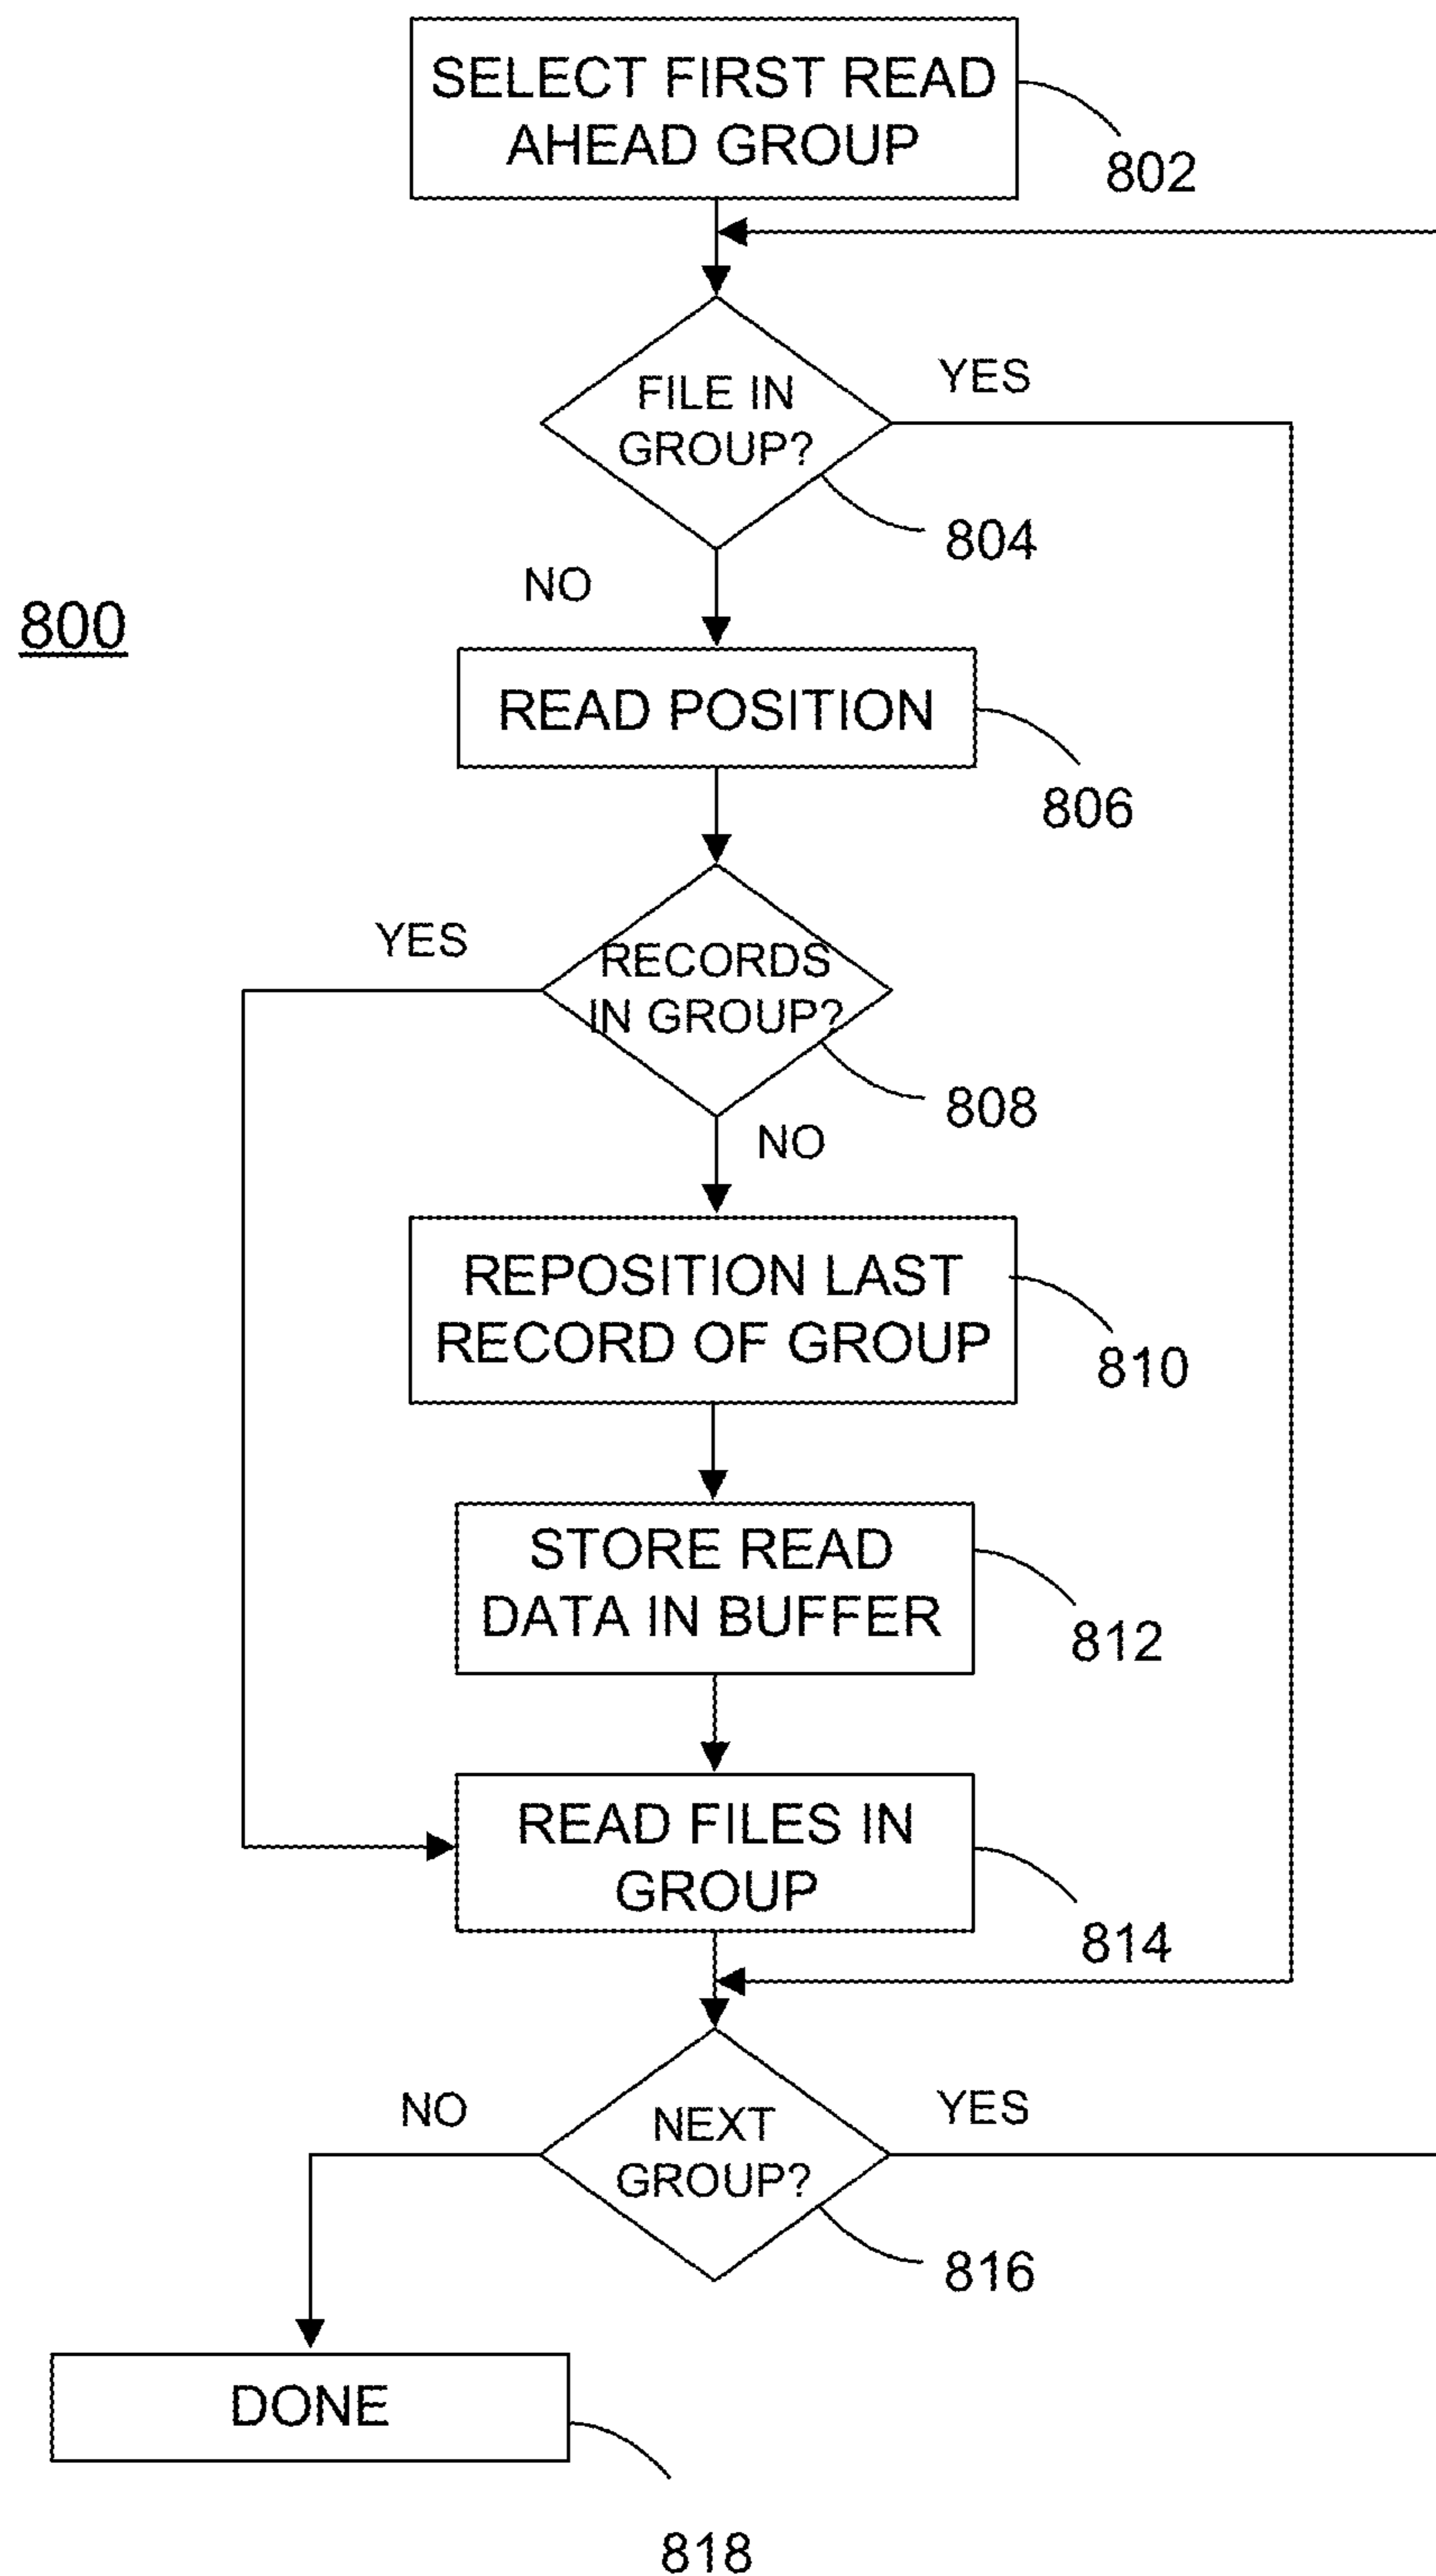 SELECT FIRST READ
AHEAD GROUP
802
FILE IN
GROUP?
YES
804
NO
800
READ POSITION
806
YES
RECORDS
IN GROUP?
808
NO
REPOSITION LAST
RECORD OF GROUP
810
STORE READ
DATA IN BUFFER
812
READ FILES IN
GROUP
814
NO
NEXT
GROUP?
YES
816
DONE
818